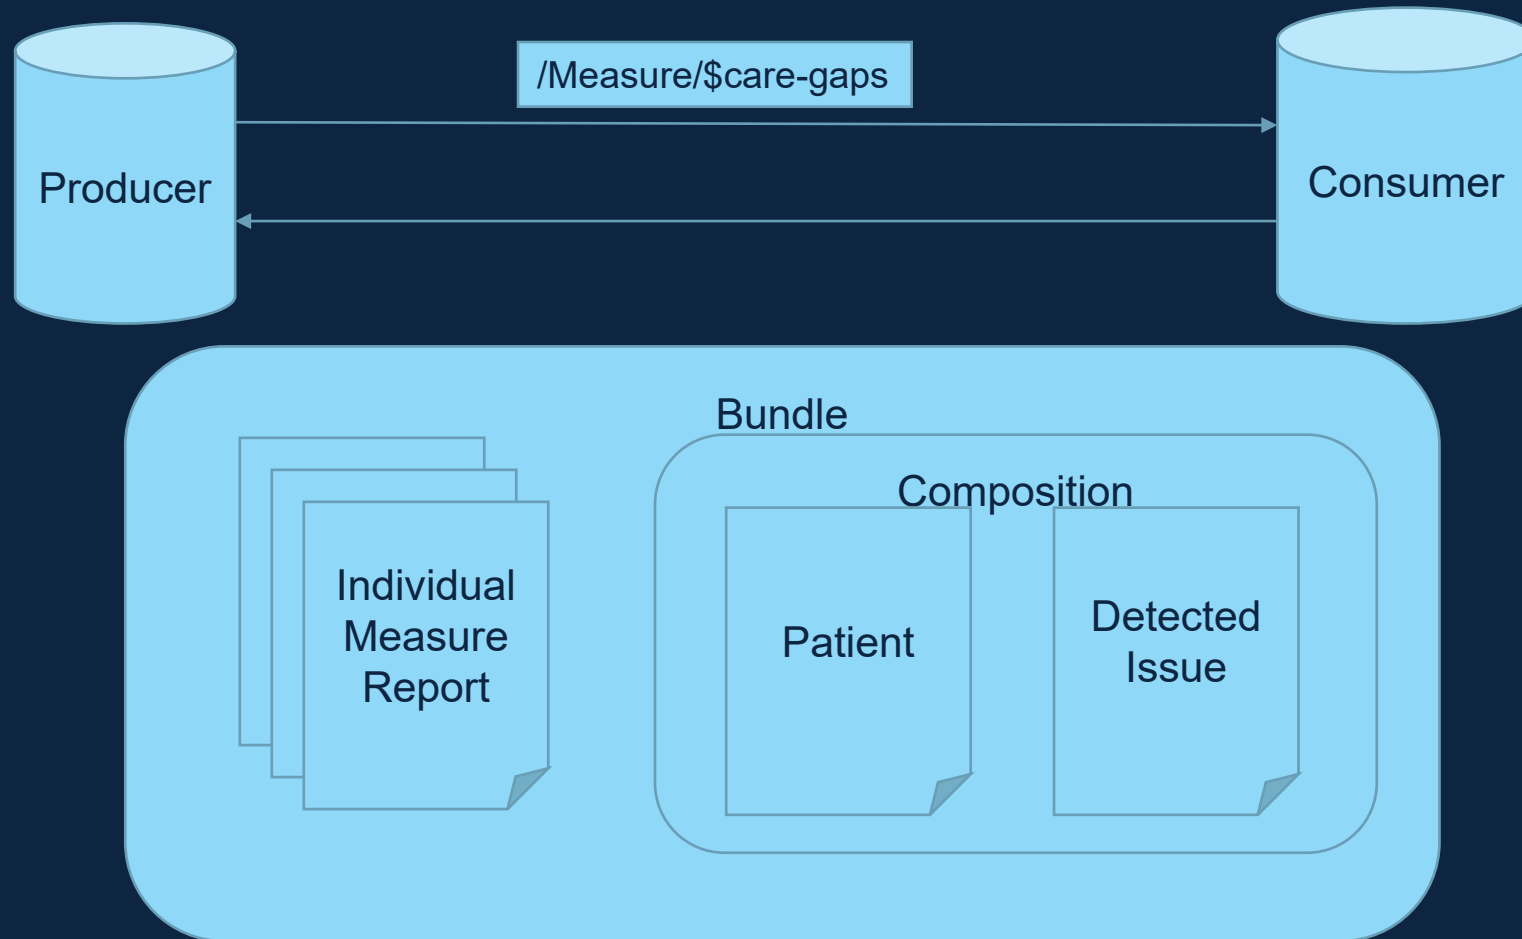 /Measure/$care-gaps
Producer
Consumer
Bundle
Composition
Individual
Measure
Report
Patient
Detected
Issue